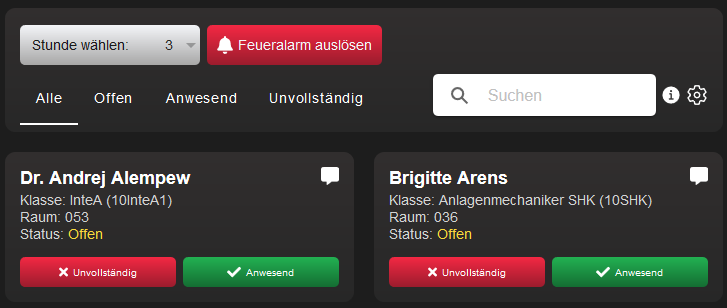 Stunde wählen: 3
Feueralarm auslösen
Alle Offen Anwesend Unvollständig
Suchen
Dr. Andrej Alempew
Klasse: InteA (10InteA1)
Raum: 053
Status: Offen
Unvollständig Anwesend
Brigitte Arens
Klasse: Anlagenmechaniker SHK (10SHK)
Raum: 036
Status: Offen
Unvollständig Anwesend